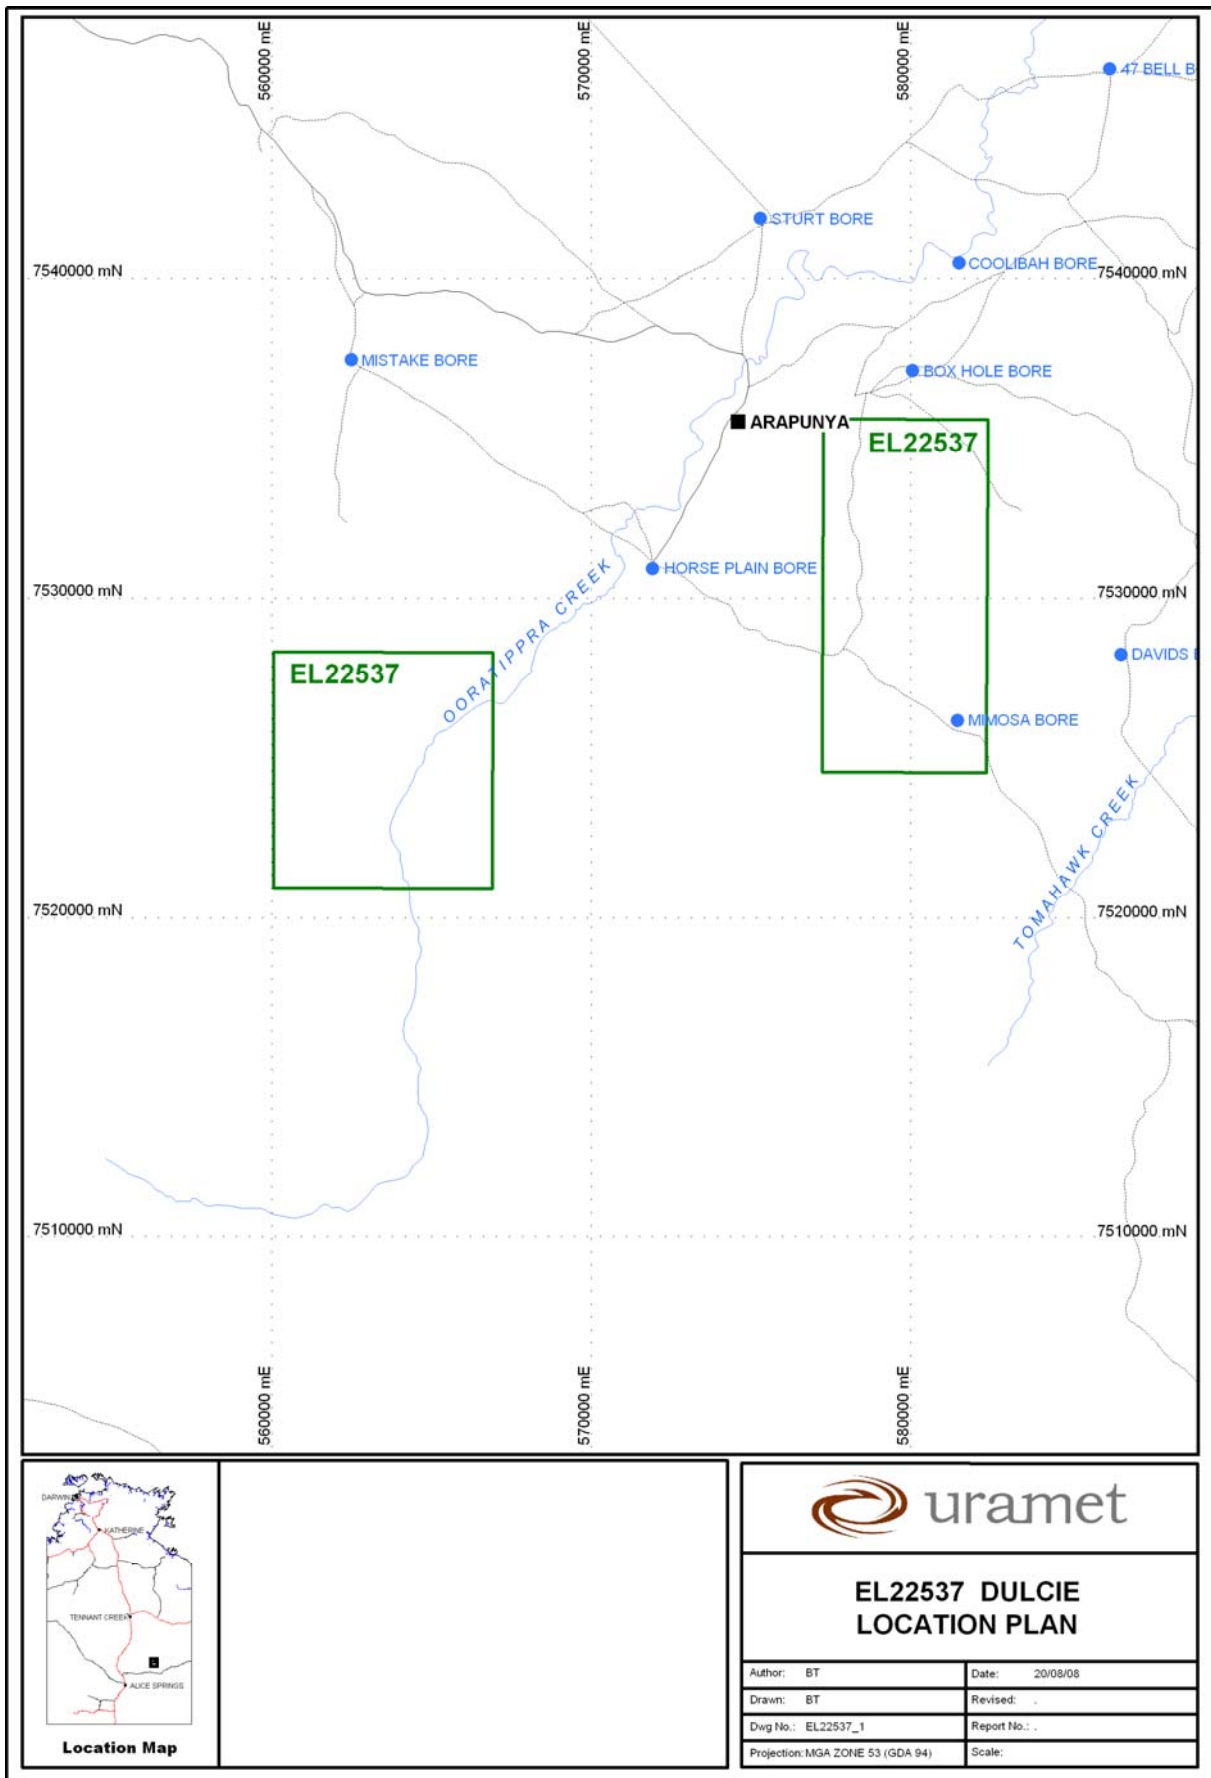 560000 mE
570000 mE
580000 mE
47 BELL B
STURT BORE
COOLIBAH BORE
7540000 mN
7540000 mN
MISTAKE BORE
BOX HOLE BORE
ARAPUNYA
EL22537
HORSE PLAIN BORE
OORATIPPRA CREEK
7530000 mN
7530000 mN
DAVIDS
EL22537
MIMOSA BORE
TOMAHAWK CREEK
7520000 mN
7520000 mN
7510000 mN
7510000 mN
560000 mE
570000 mE
580000 mE
DARWIN
KATHERINE
TENNANT CREEK
ALICE SPRINGS
Location Map
uramet
EL22537 DULCIE
LOCATION PLAN
Author: BT
Date: 20/08/08
Drawn: BT
Revised: .
Dwg No.: EL22537_1
Report No.: .
Projection: MGA ZONE 53 (GDA 94)
Scale: